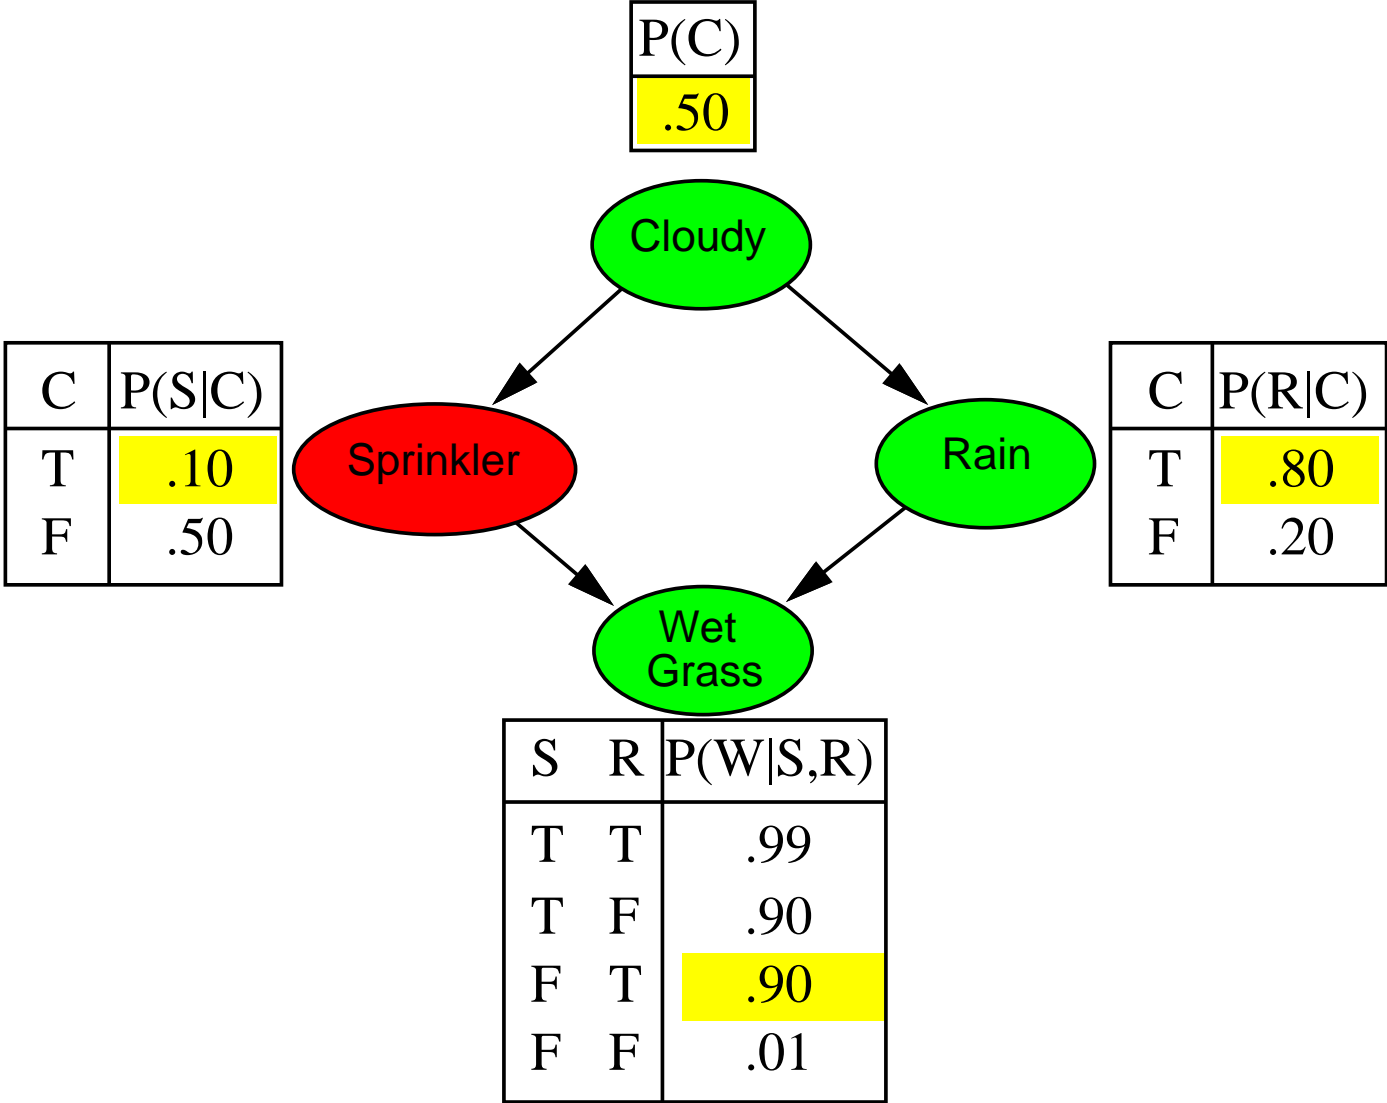 P(C)
.50
Cloudy
C P(S|C)
T .10
F .50
Sprinkler
Rain
C P(R|C)
T .80
F .20
Wet
Grass
S R P(W|S,R)
T T .99
T F .90
F T .90
F F .01